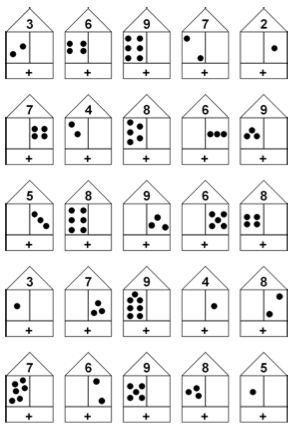 3 6 9 7 2
+ + + + +
7 4 8 6 9
+ + + + +
5 8 9 6 8
+ + + + +
3 7 9 4 8
+ + + + +
7 6 9 8 5
+ + + + +